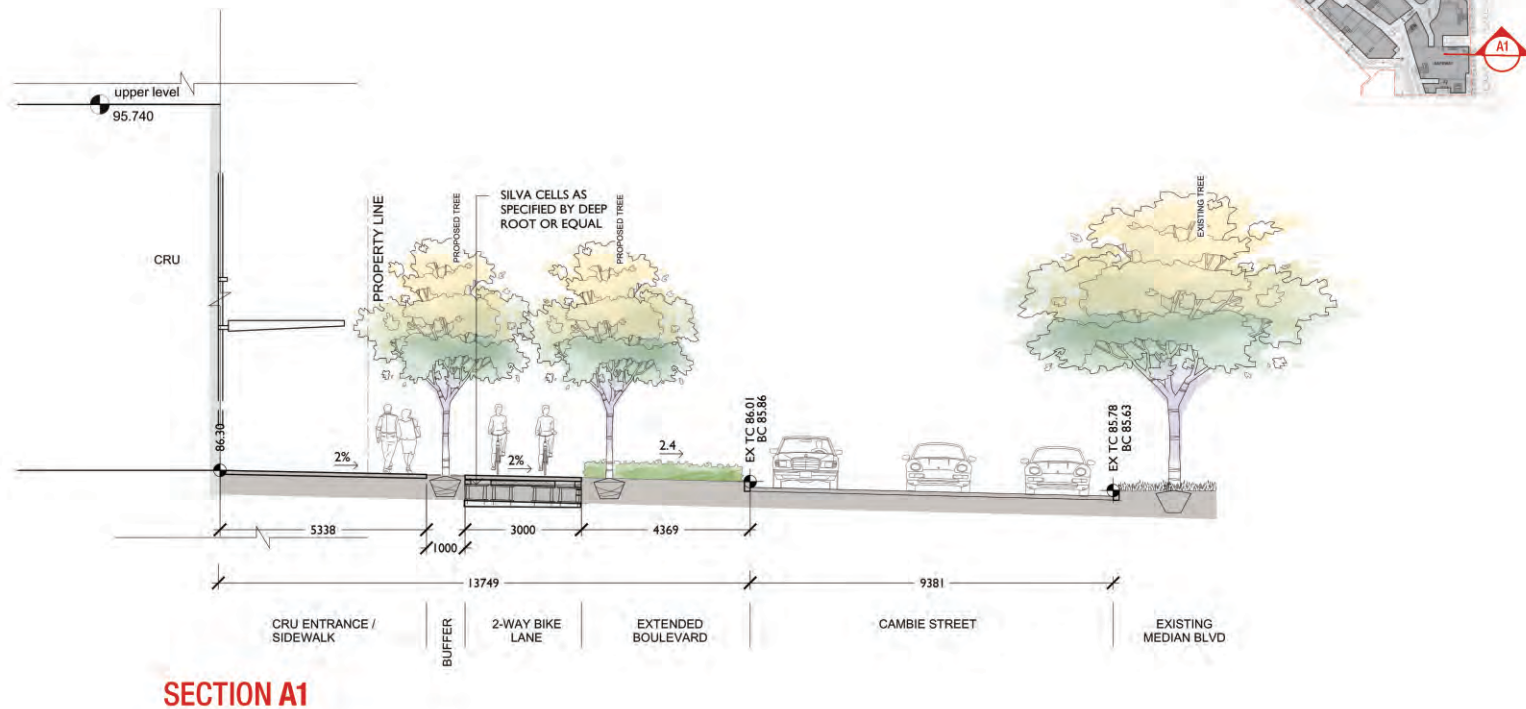 A1
upper level
95.740
CRU
PROPERTY LINE
PROPOSED TREE
SILVA CELLS AS
SPECIFIED BY DEEP
ROOT OR EQUAL
PROPOSED TREE
EXISTING TREE
86.30
2%
2%
2.4
EX TC 86.01
BC 85.86
EX TC 85.78
BC 85.63
5338
1000
3000
4369
13749
9381
CRU ENTRANCE /
SIDEWALK
BUFFER
2-WAY BIKE
LANE
EXTENDED
BOULEVARD
CAMBIE STREET
EXISTING
MEDIAN BLVD
SECTION A1